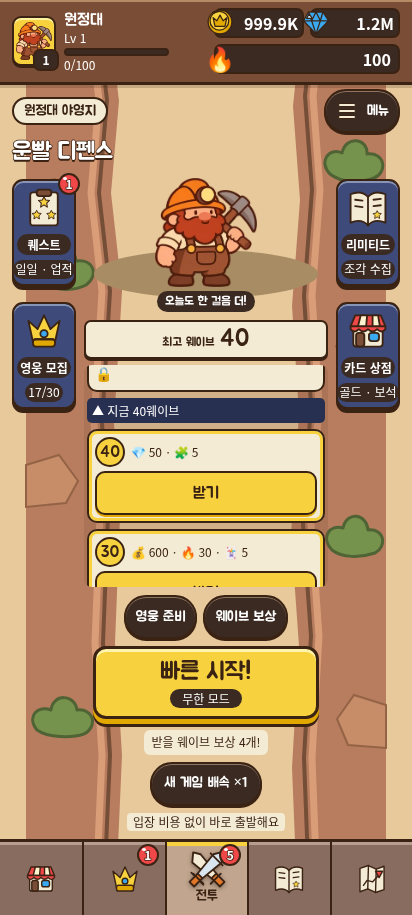 원정대
Lv 1
1
0/100
999.9K
1.2M
100
원정대 야영지
메뉴
운빨 디펜스
1
퀘스트
일일 · 업적
리미티드
조각 수집
오늘도 한 걸음 더!
영웅 모집
17/30
카드 상점
골드 · 보석
최고 웨이브 40
▲ 지금 40웨이브
40
50 · 5
받기
30
600 · 30 · 5
영웅 준비
웨이브 보상
빠른 시작!
무한 모드
받을 웨이브 보상 4개!
새 게임 배속 ×1
입장 비용 없이 바로 출발해요
1
5
전투